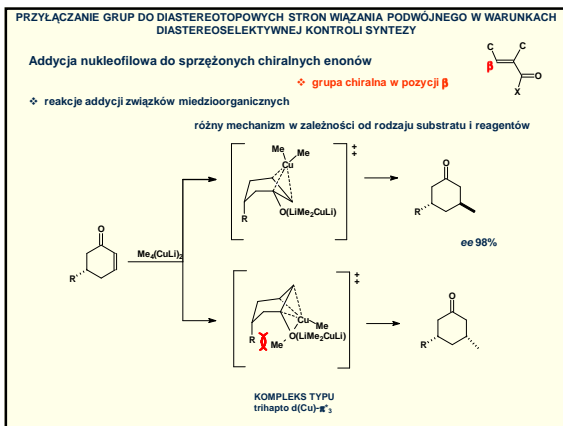 PRZYŁĄCZANIE GRUP DO DIASTEREOTOPOWYCH STRON WIĄZANIA PODWÓJNEGO W WARUNKACH
DIASTEREOSELEKTYWNEJ KONTROLI SYNTEZY
Addycja nukleofilowa do sprzężonych chiralnych enonów
❖ grupa chiralna w pozycji β
C C
β
O
X
❖ reakcje addycji związków miedzioorganicznych
różny mechanizm w zależności od rodzaju substratu i reagentów
Me Me
Cu
O(LiMe2CuLi)
R
‡
O
R
ee 98%
O
R
Me4(CuLi)2
‡
Cu
Me
O(LiMe2CuLi)
R
Me
O
R
KOMPLEKS TYPU
trihapto d(Cu)-π*3